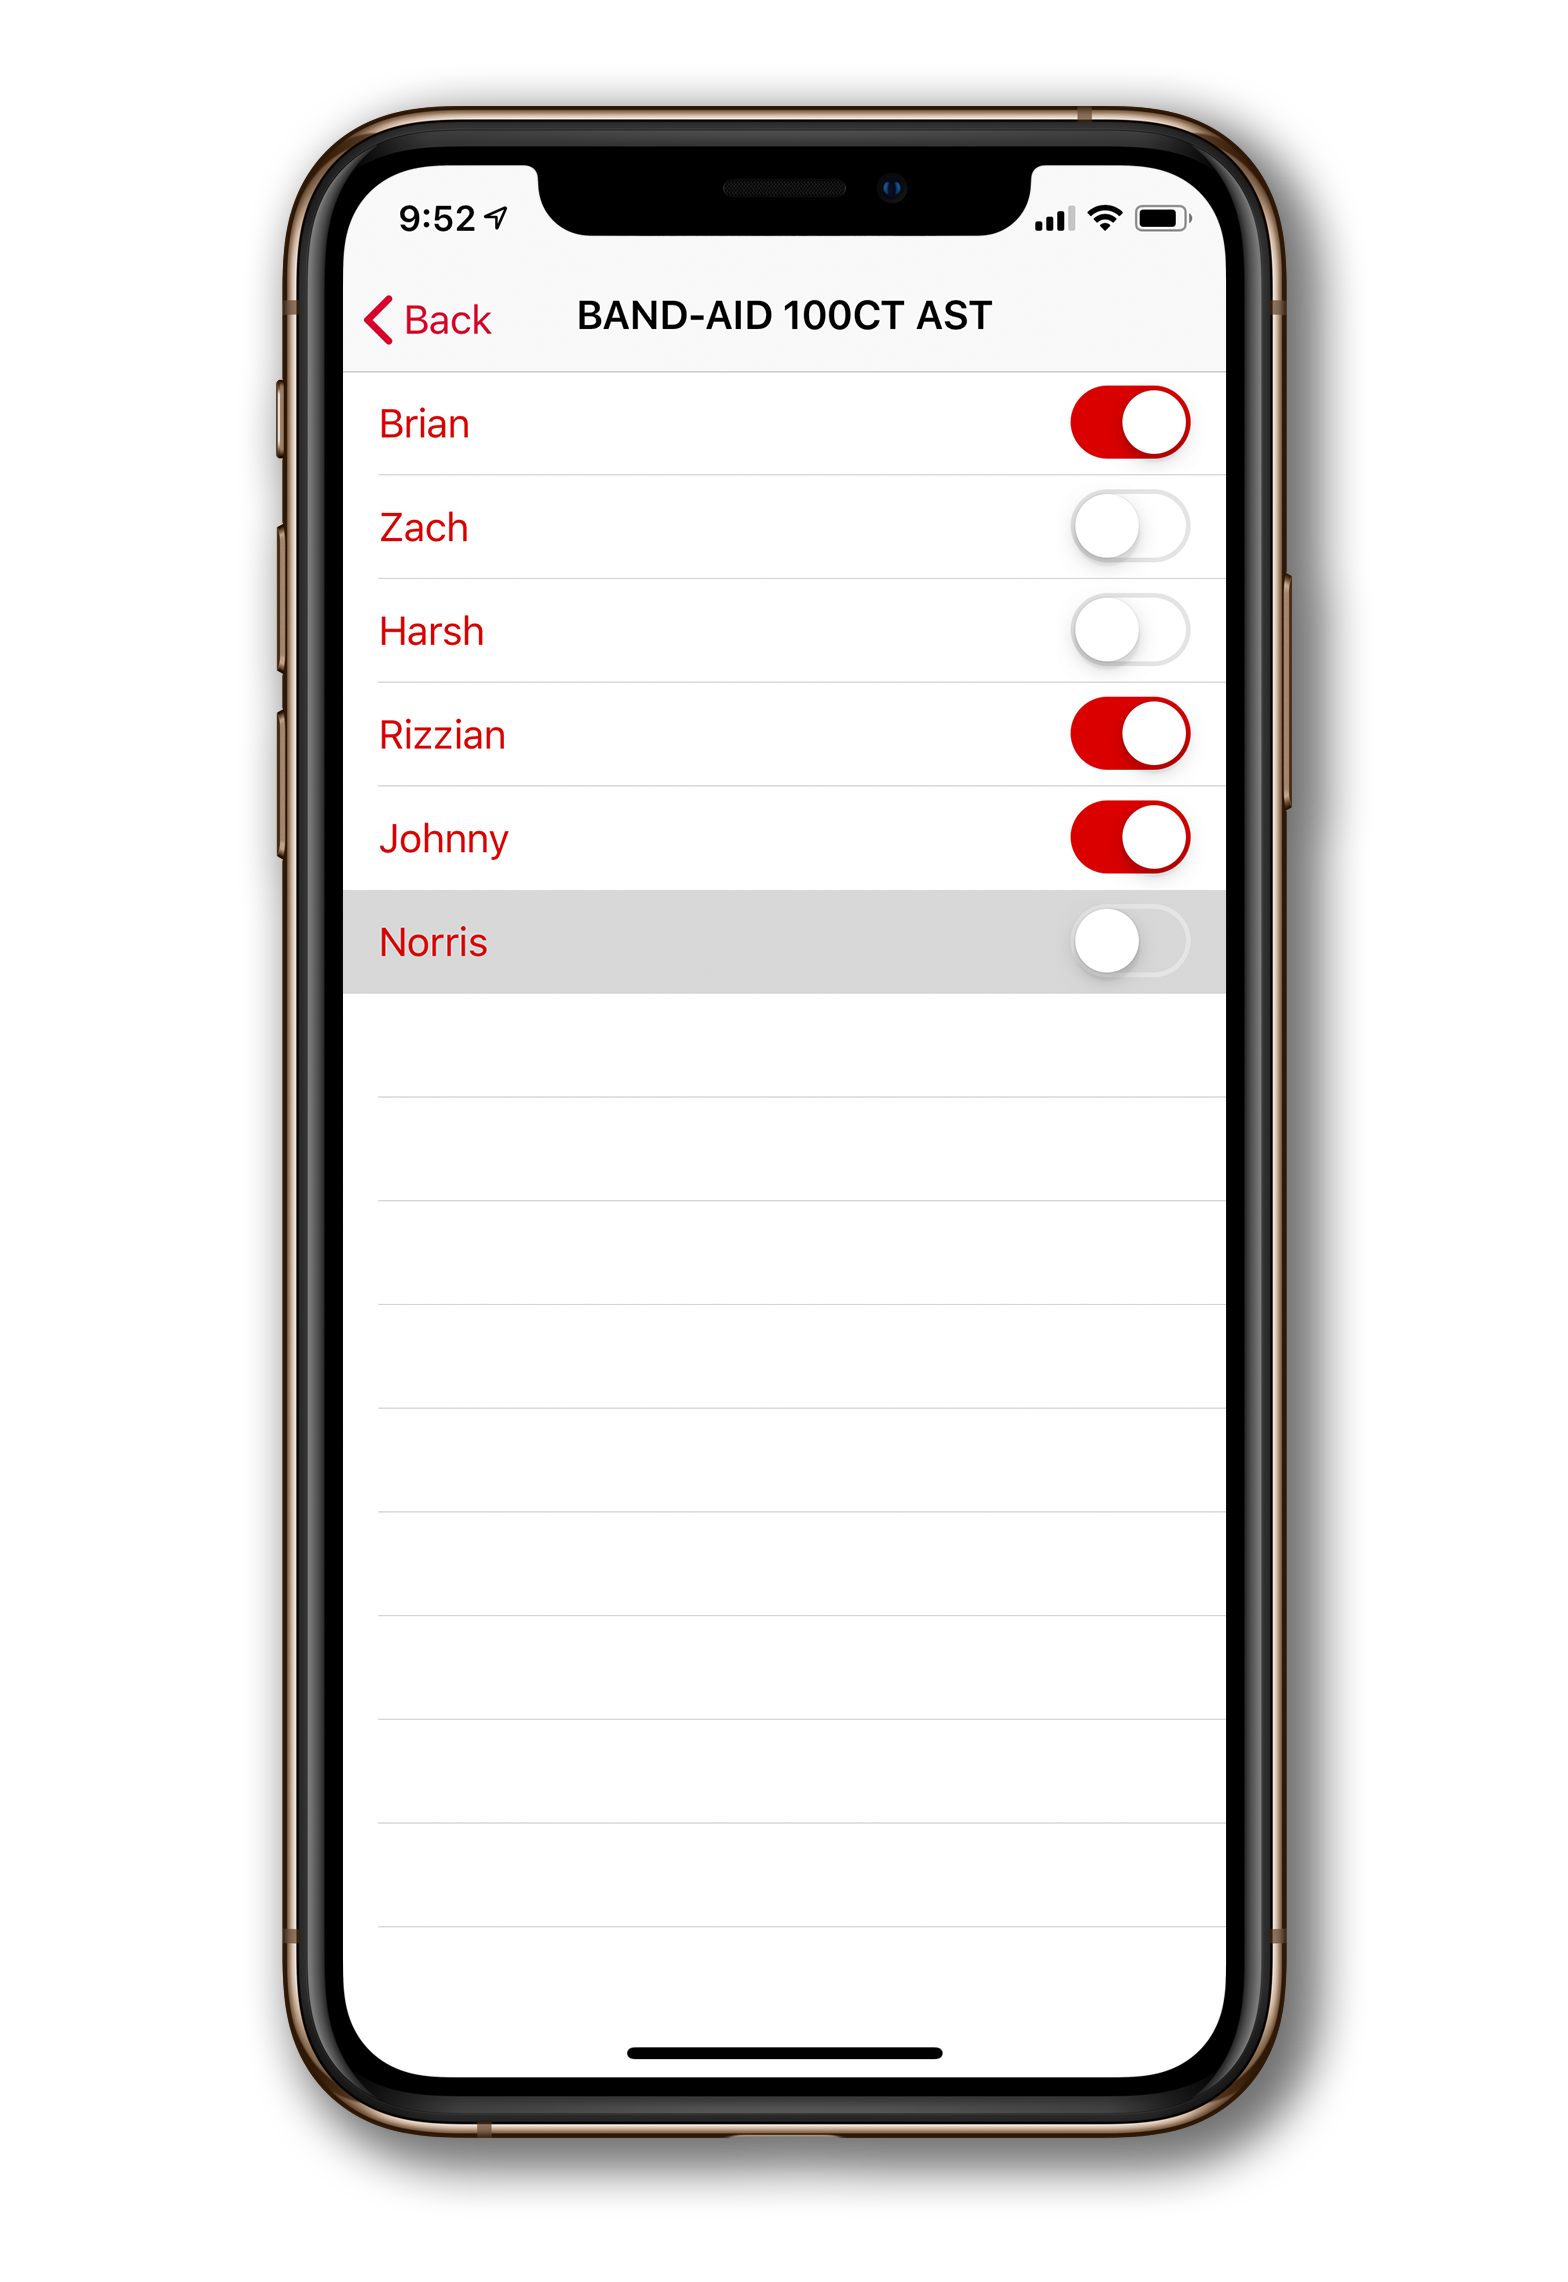 9:52
Back
BAND-AID 100CT AST
Brian
Zach
Harsh
Rizzian
Johnny
Norris